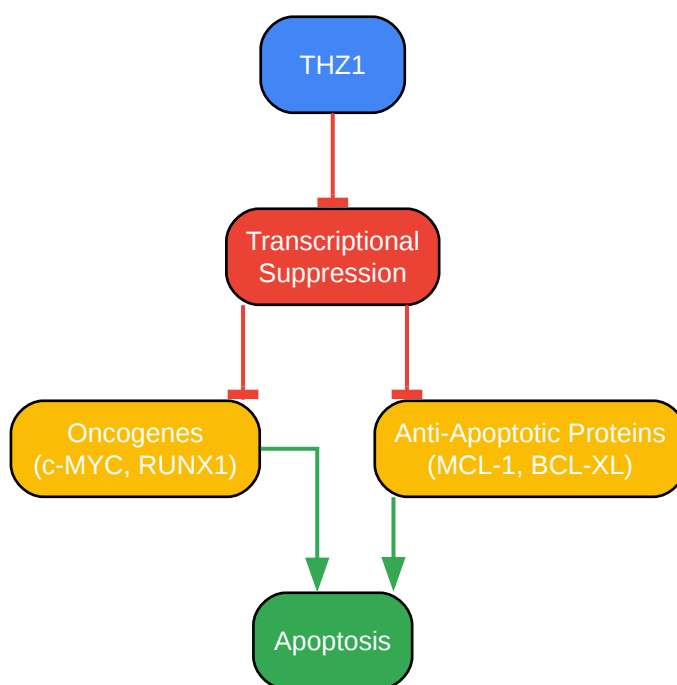 THZ1
Transcriptional
Suppression
Oncogenes
(c-MYC, RUNX1)
Anti-Apoptotic Proteins
(MCL-1, BCL-XL)
Apoptosis